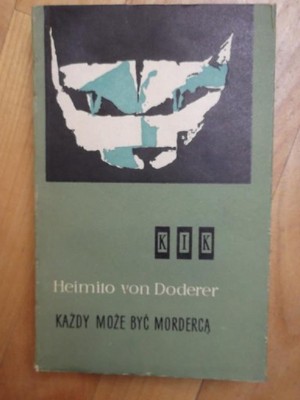 KIK
Heimito von Doderer
KAŻDY MOŻE BYĆ MORDERCĄ